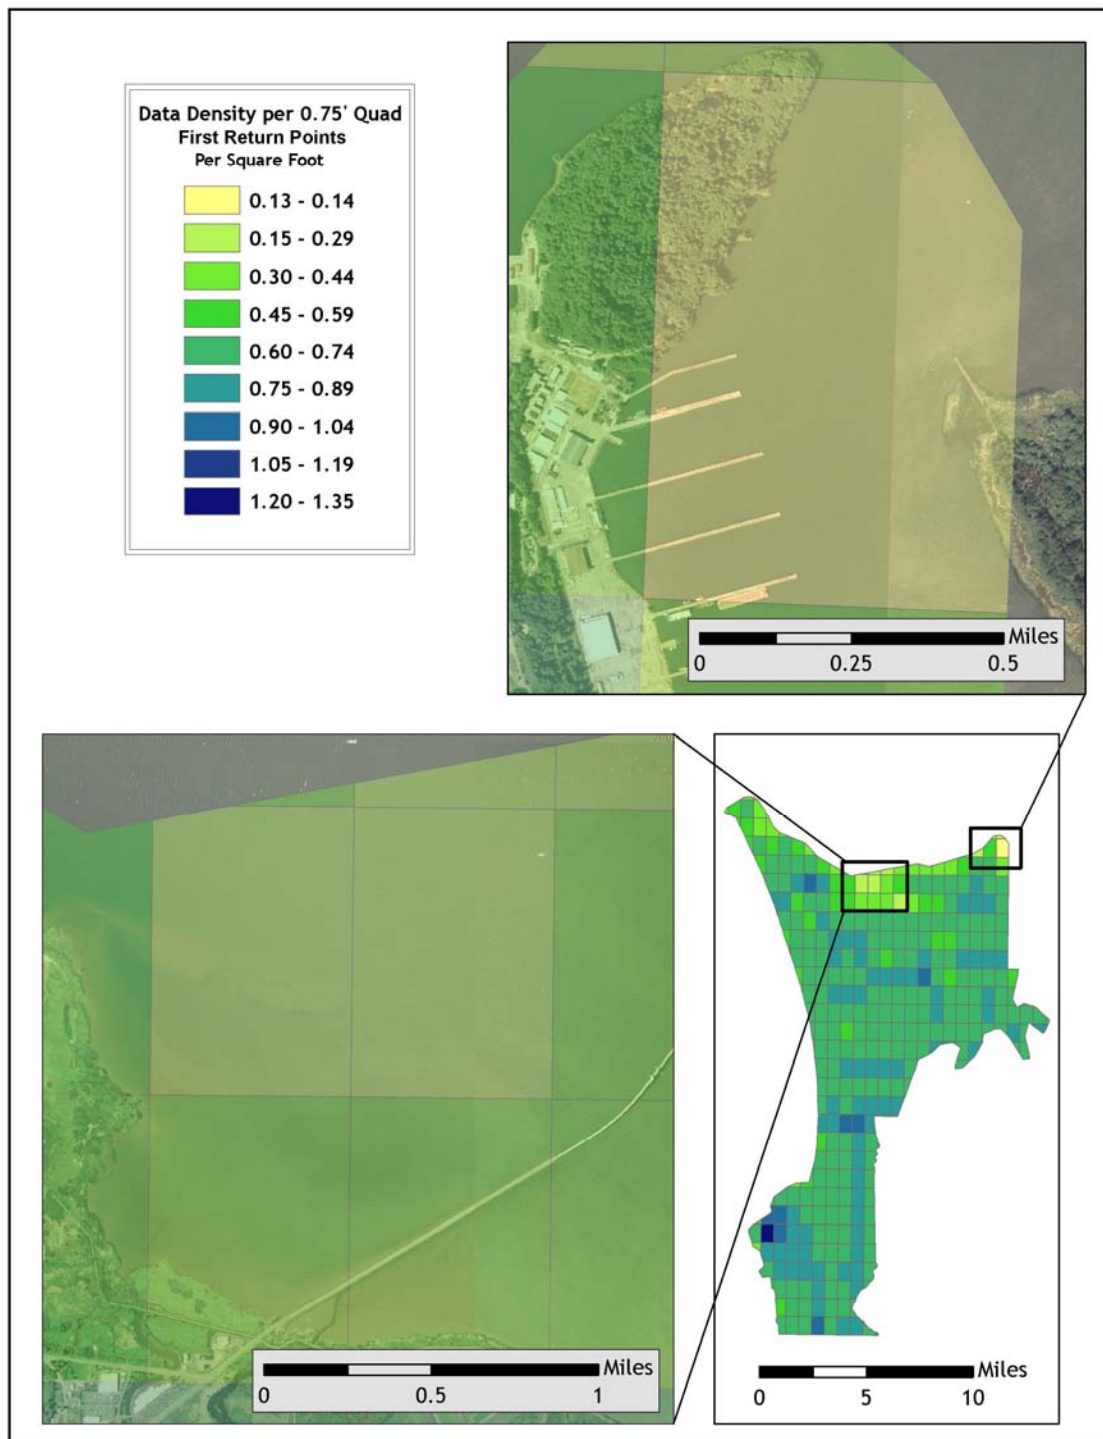 Data Density per 0.75' Quad
First Return Points
Per Square Foot
0.13 - 0.14
0.15 - 0.29
0.30 - 0.44
0.45 - 0.59
0.60 - 0.74
0.75 - 0.89
0.90 - 1.04
1.05 - 1.19
1.20 - 1.35
Miles
0 0.25 0.5
Miles
0 0.5 1
Miles
0 5 10